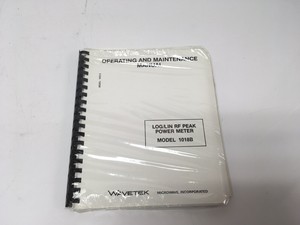 OPERATING AND MAINTENANCE
MANUAL
LOG/LIN RF PEAK
POWER METER
MODEL 1018B
WAVETEK MICROWAVE INCORPORATED